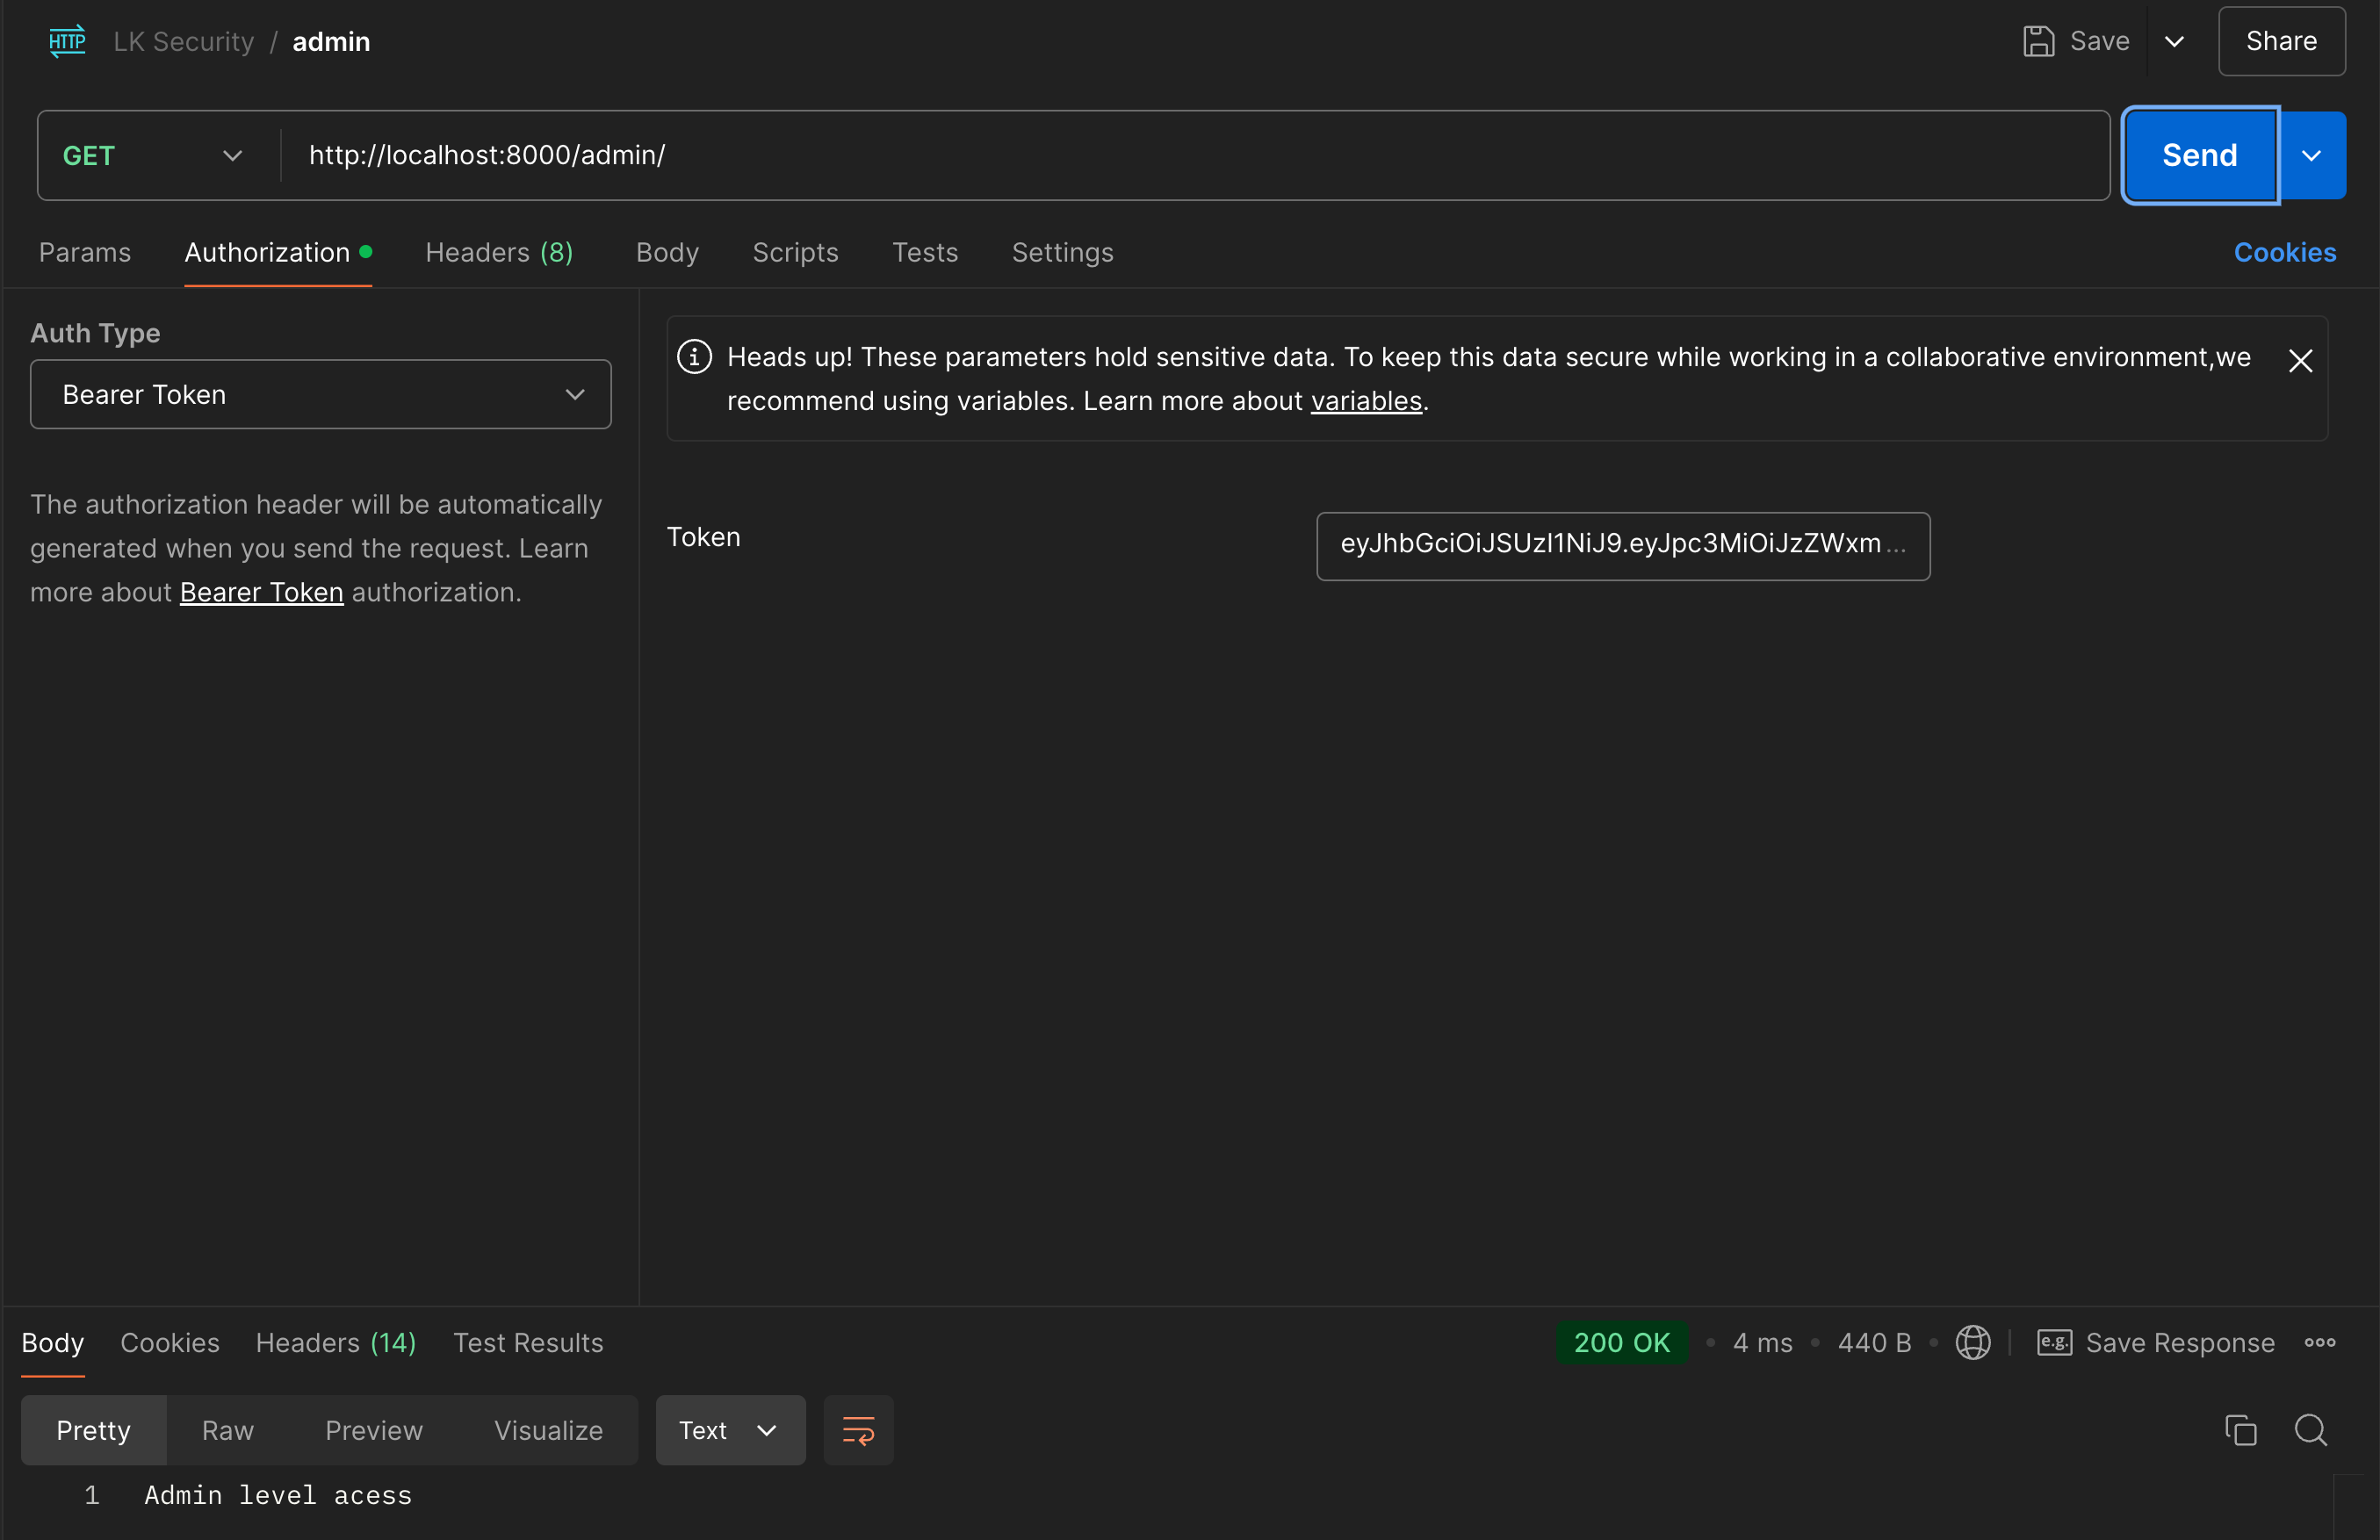 HTTP LK Security / admin Save Share
GET http://localhost:8000/admin/ Send
Params Authorization Headers (8) Body Scripts Tests Settings Cookies
Auth Type
Bearer Token
The authorization header will be automatically
generated when you send the request. Learn
more about Bearer Token authorization.
Heads up! These parameters hold sensitive data. To keep this data secure while working in a collaborative environment,we
recommend using variables. Learn more about variables.
Token
eyJhbGciOiJSUzI1NiJ9.eyJpc3MiOiJzZWxm...
Body Cookies Headers (14) Test Results 200 OK • 4 ms • 440 B • e.g. Save Response
Pretty Raw Preview Visualize Text
1 Admin level acess